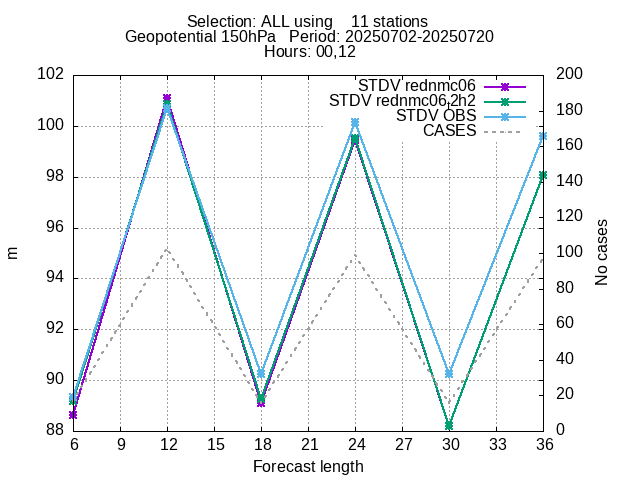 Selection: ALL using    11 stations
Geopotential 150hPa   Period: 20250702-20250720
Hours: 00,12
STDV rednmc06
STDV rednmc06,2h2
STDV OBS
CASES
102
100
98
96
94
92
90
88
m
200
180
160
140
120
100
80
60
40
20
0
No cases
6 9 12 15 18 21 24 27 30 33 36
Forecast length